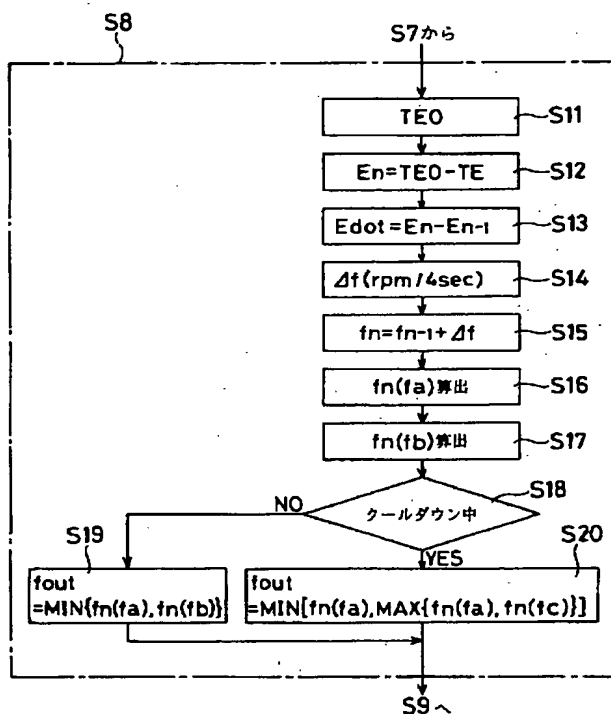 S8
S7から
TEO
S11
En=TEO-TE
S12
Edot=En-En-1
S13
Δf(rpm/4sec)
S14
fn=fn-1+Δf
S15
fn(fa)算出
S16
fn(fb)算出
S17
S18
クールダウン中
NO
YES
S19
fout
=MIN{fn(fa),fn(fb)}
S20
fout
=MIN[fn(fa),MAX{fn(fa),fn(fc)}]
S9へ